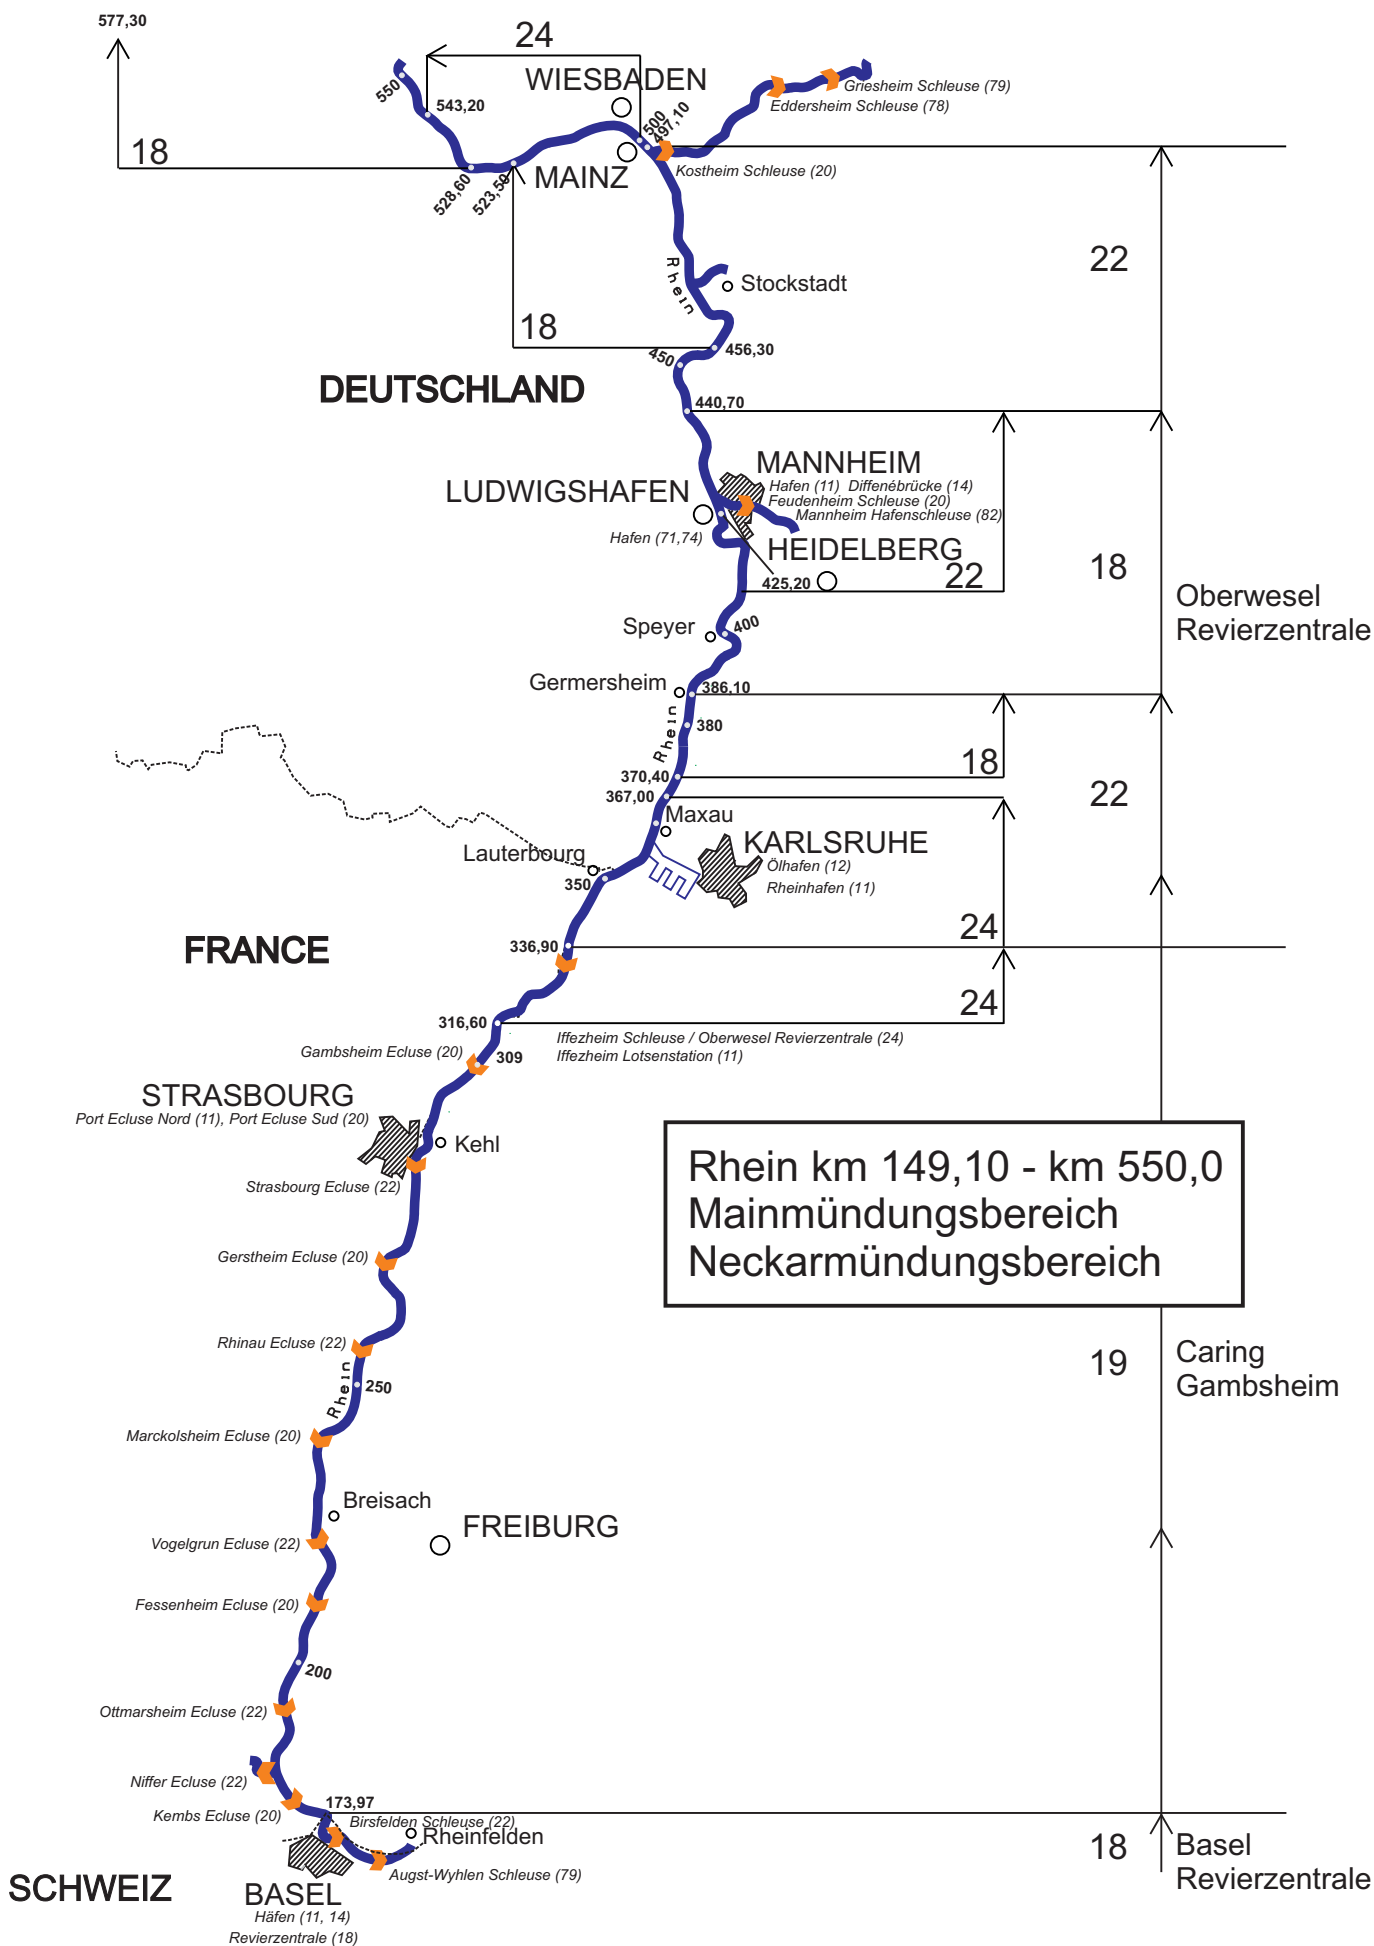 577,30
24
WIESBADEN
550
543,20
500
497,10
Griesheim Schleuse (79)
Eddersheim Schleuse (78)
18
MAINZ
Kostheim Schleuse (20)
528,60
523,50
22
Rhein
Stockstadt
18
456,30
450
DEUTSCHLAND
440,70
MANNHEIM
Hafen (11) Diffenébrücke (14)
LUDWIGSHAFEN
Feudenheim Schleuse (20)
Mannheim Hafenschleuse (82)
Hafen (71,74)
HEIDELBERG
425,20
22
18
Oberwesel
Revierzentrale
Speyer
400
Germersheim
386,10
Rhein
380
370,40
18
367,00
22
Maxau
KARLSRUHE
Lauterbourg
Ölhafen (12)
350
Rheinhafen (11)
24
FRANCE
336,90
24
316,60
Iffezheim Schleuse / Oberwesel Revierzentrale (24)
Gambsheim Ecluse (20)
309
Iffezheim Lotsenstation (11)
STRASBOURG
Port Ecluse Nord (11), Port Ecluse Sud (20)
Kehl
Strasbourg Ecluse (22)
Rhein km 149,10 - km 550,0
Mainmündungsbereich
Neckarmündungsbereich
Gerstheim Ecluse (20)
Rhinau Ecluse (22)
19
Caring
Gambsheim
Rhein
250
Marckolsheim Ecluse (20)
Breisach
FREIBURG
Vogelgrun Ecluse (22)
Fessenheim Ecluse (20)
200
Ottmarsheim Ecluse (22)
Niffer Ecluse (22)
173,97
Kembs Ecluse (20)
Birsfelden Schleuse (22)
Rheinfelden
18
Basel
Revierzentrale
Augst-Wyhlen Schleuse (79)
SCHWEIZ
BASEL
Häfen (11, 14)
Revierzentrale (18)